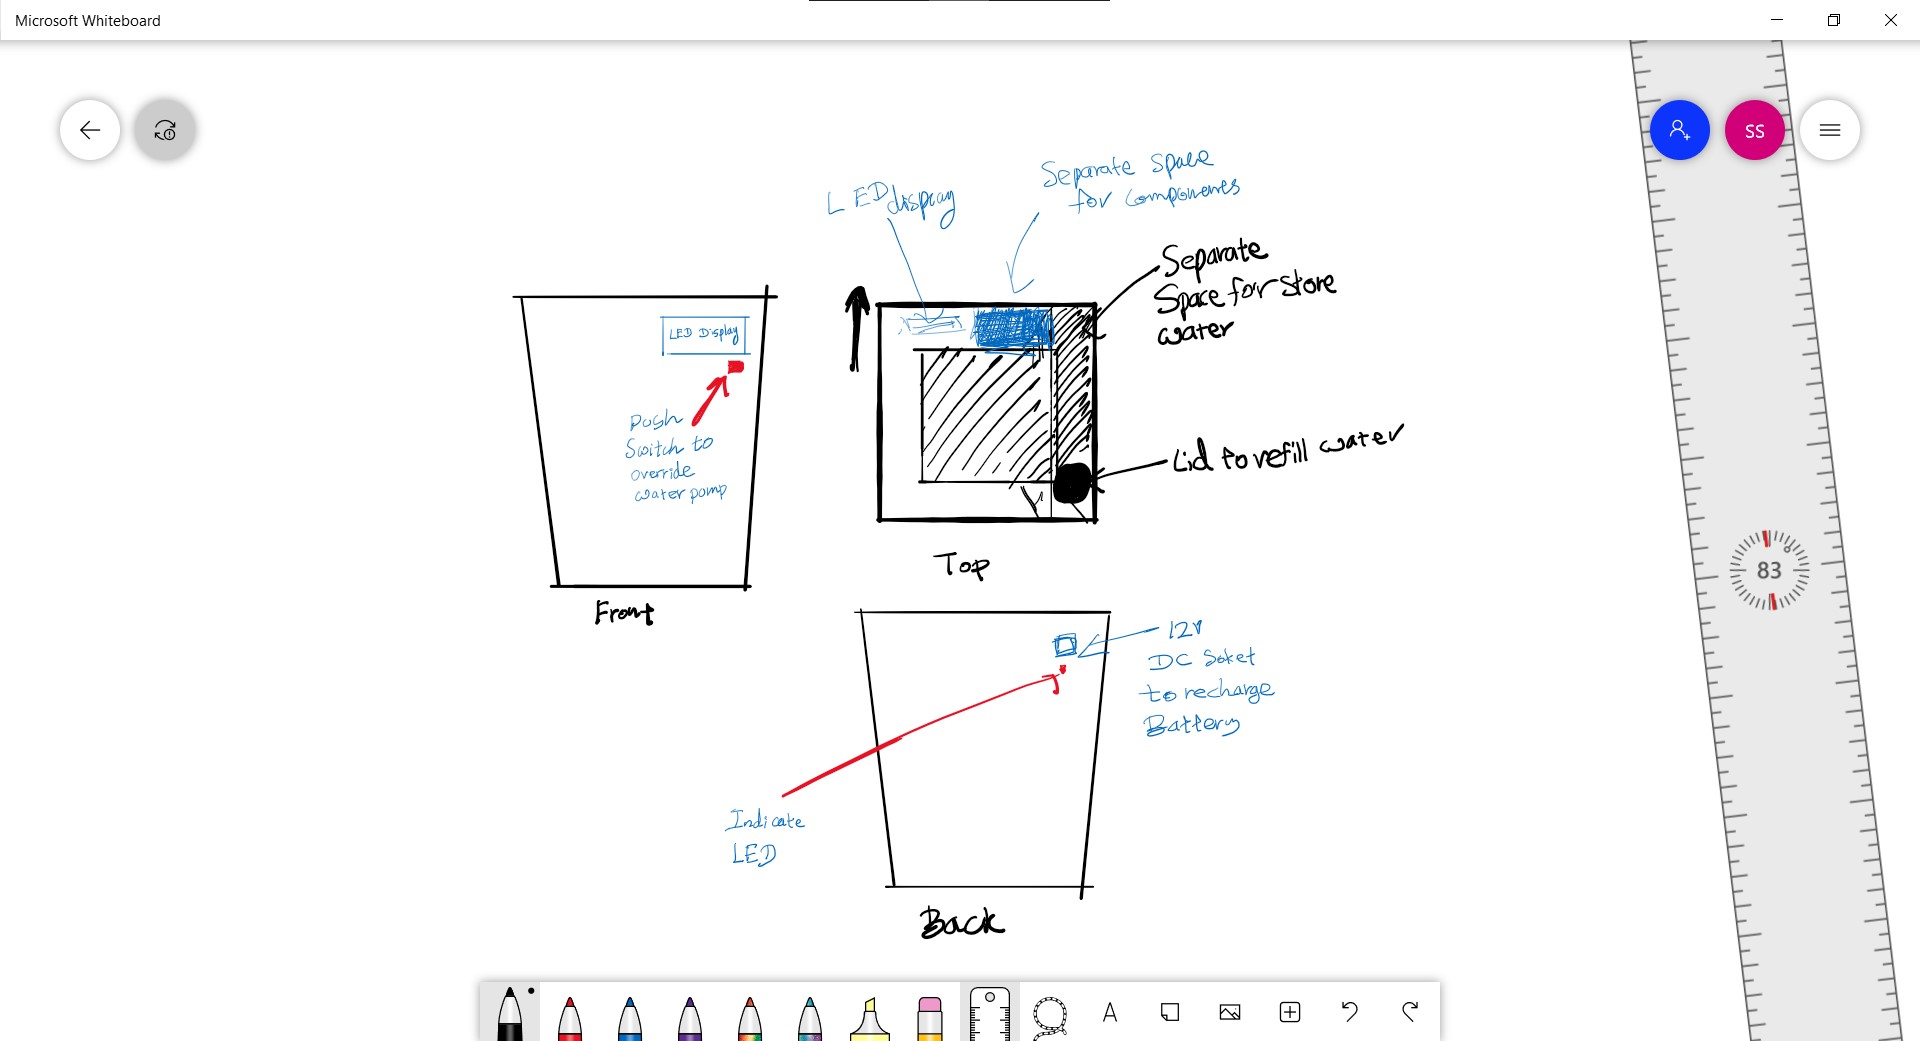 Microsoft Whiteboard
SS
LED display
Separate space
for components
Separate
Space for store
water
LED Display
Push
Switch to
override
water pomp
Lid to refill water
Top
Front
12V
DC Soket
to recharge
Battery
Indicate
LED
Back
83
A